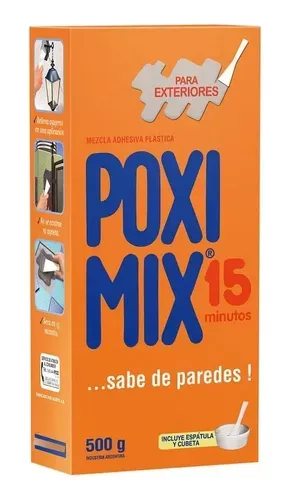 PARA
EXTERIORES
MEZCLA ADHESIVA PLÁSTICA
POXI
MIX®
15
minutos
...sabe de paredes !
500 g
INDUSTRIA ARGENTINA
INCLUYE ESPÁTULA
Y CUBETA